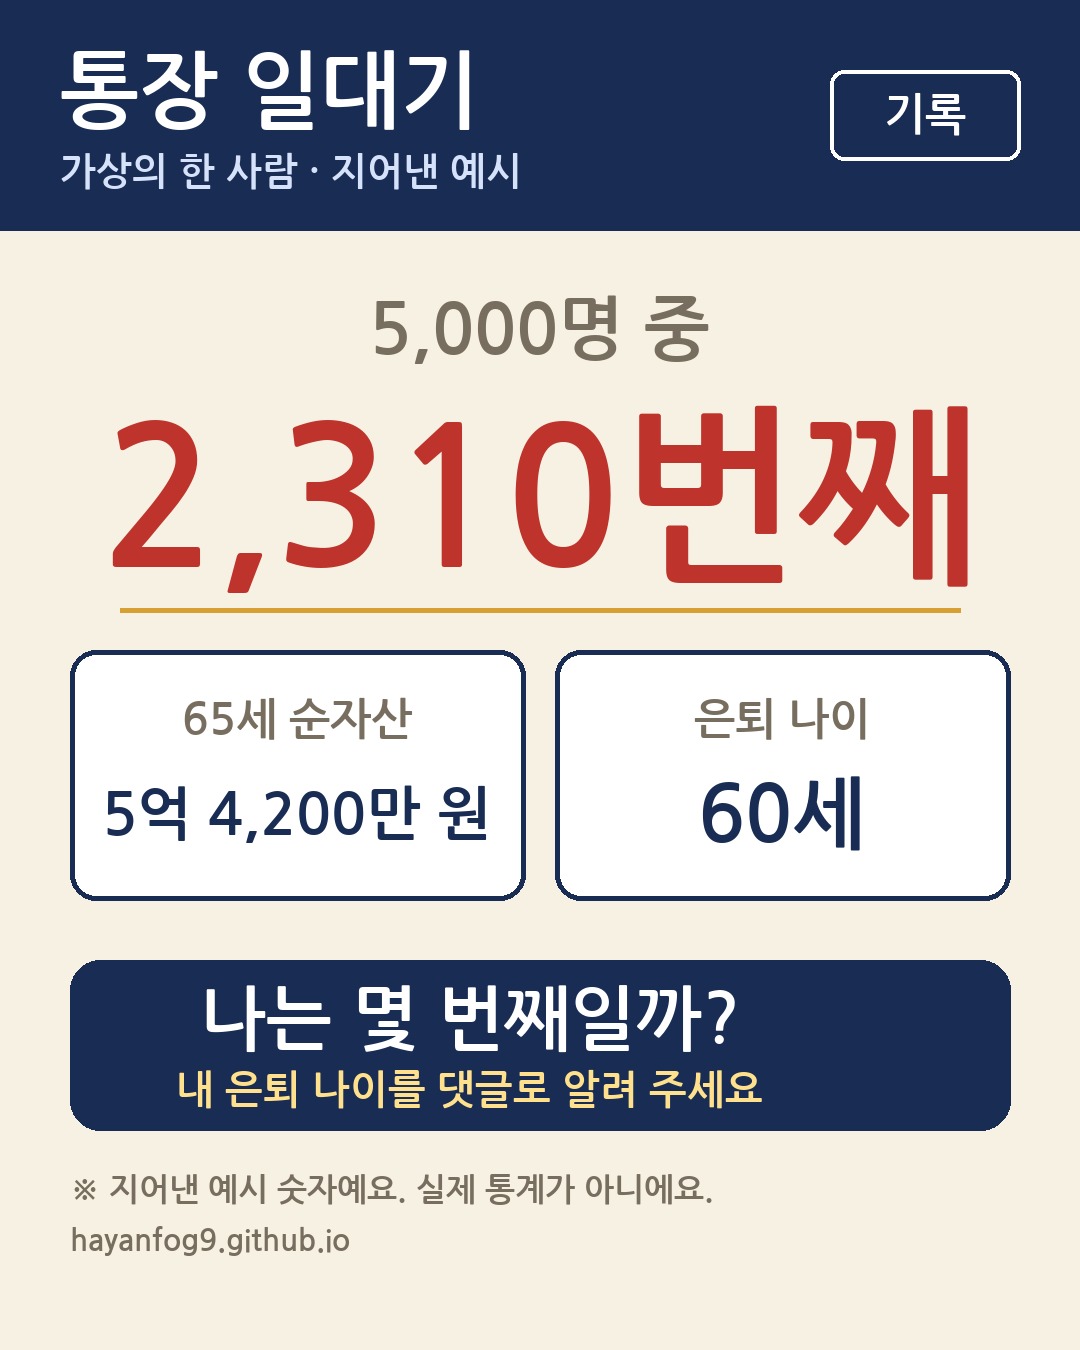 통장 일대기
가상의 한 사람 · 지어낸 예시
기록
5,000명 중
2,310번째
65세 순자산
5억 4,200만 원
은퇴 나이
60세
나는 몇 번째일까?
내 은퇴 나이를 댓글로 알려 주세요
※ 지어낸 예시 숫자예요. 실제 통계가 아니에요.
hayanfog9.github.io